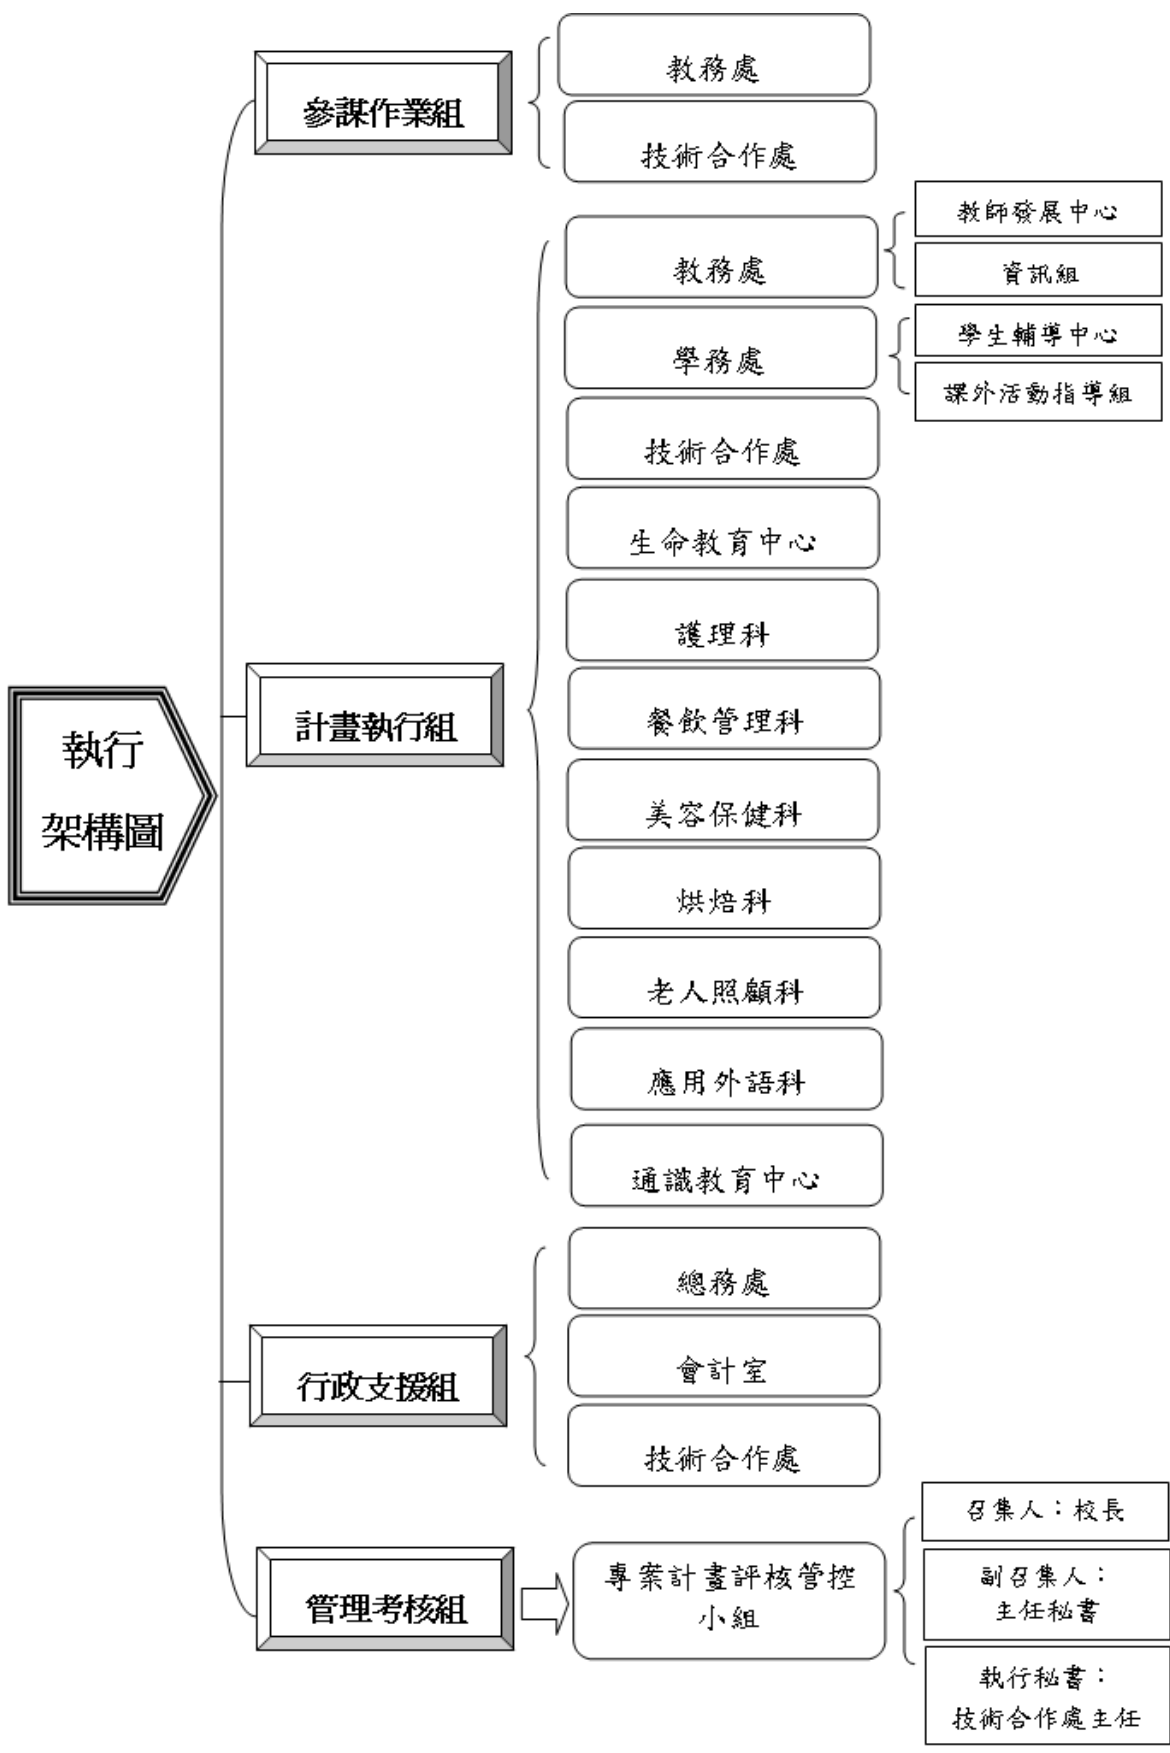 執行
架構圖
參謀作業組
教務處
技術合作處
計畫執行組
教務處
教師發展中心
資訊組
學務處
學生輔導中心
課外活動指導組
技術合作處
生命教育中心
護理科
餐飲管理科
美容保健科
烘焙科
老人照顧科
應用外語科
通識教育中心
行政支援組
總務處
會計室
技術合作處
管理考核組
專案計畫評核管控
小組
召集人：校長
副召集人：
主任秘書
執行秘書：
技術合作處主任